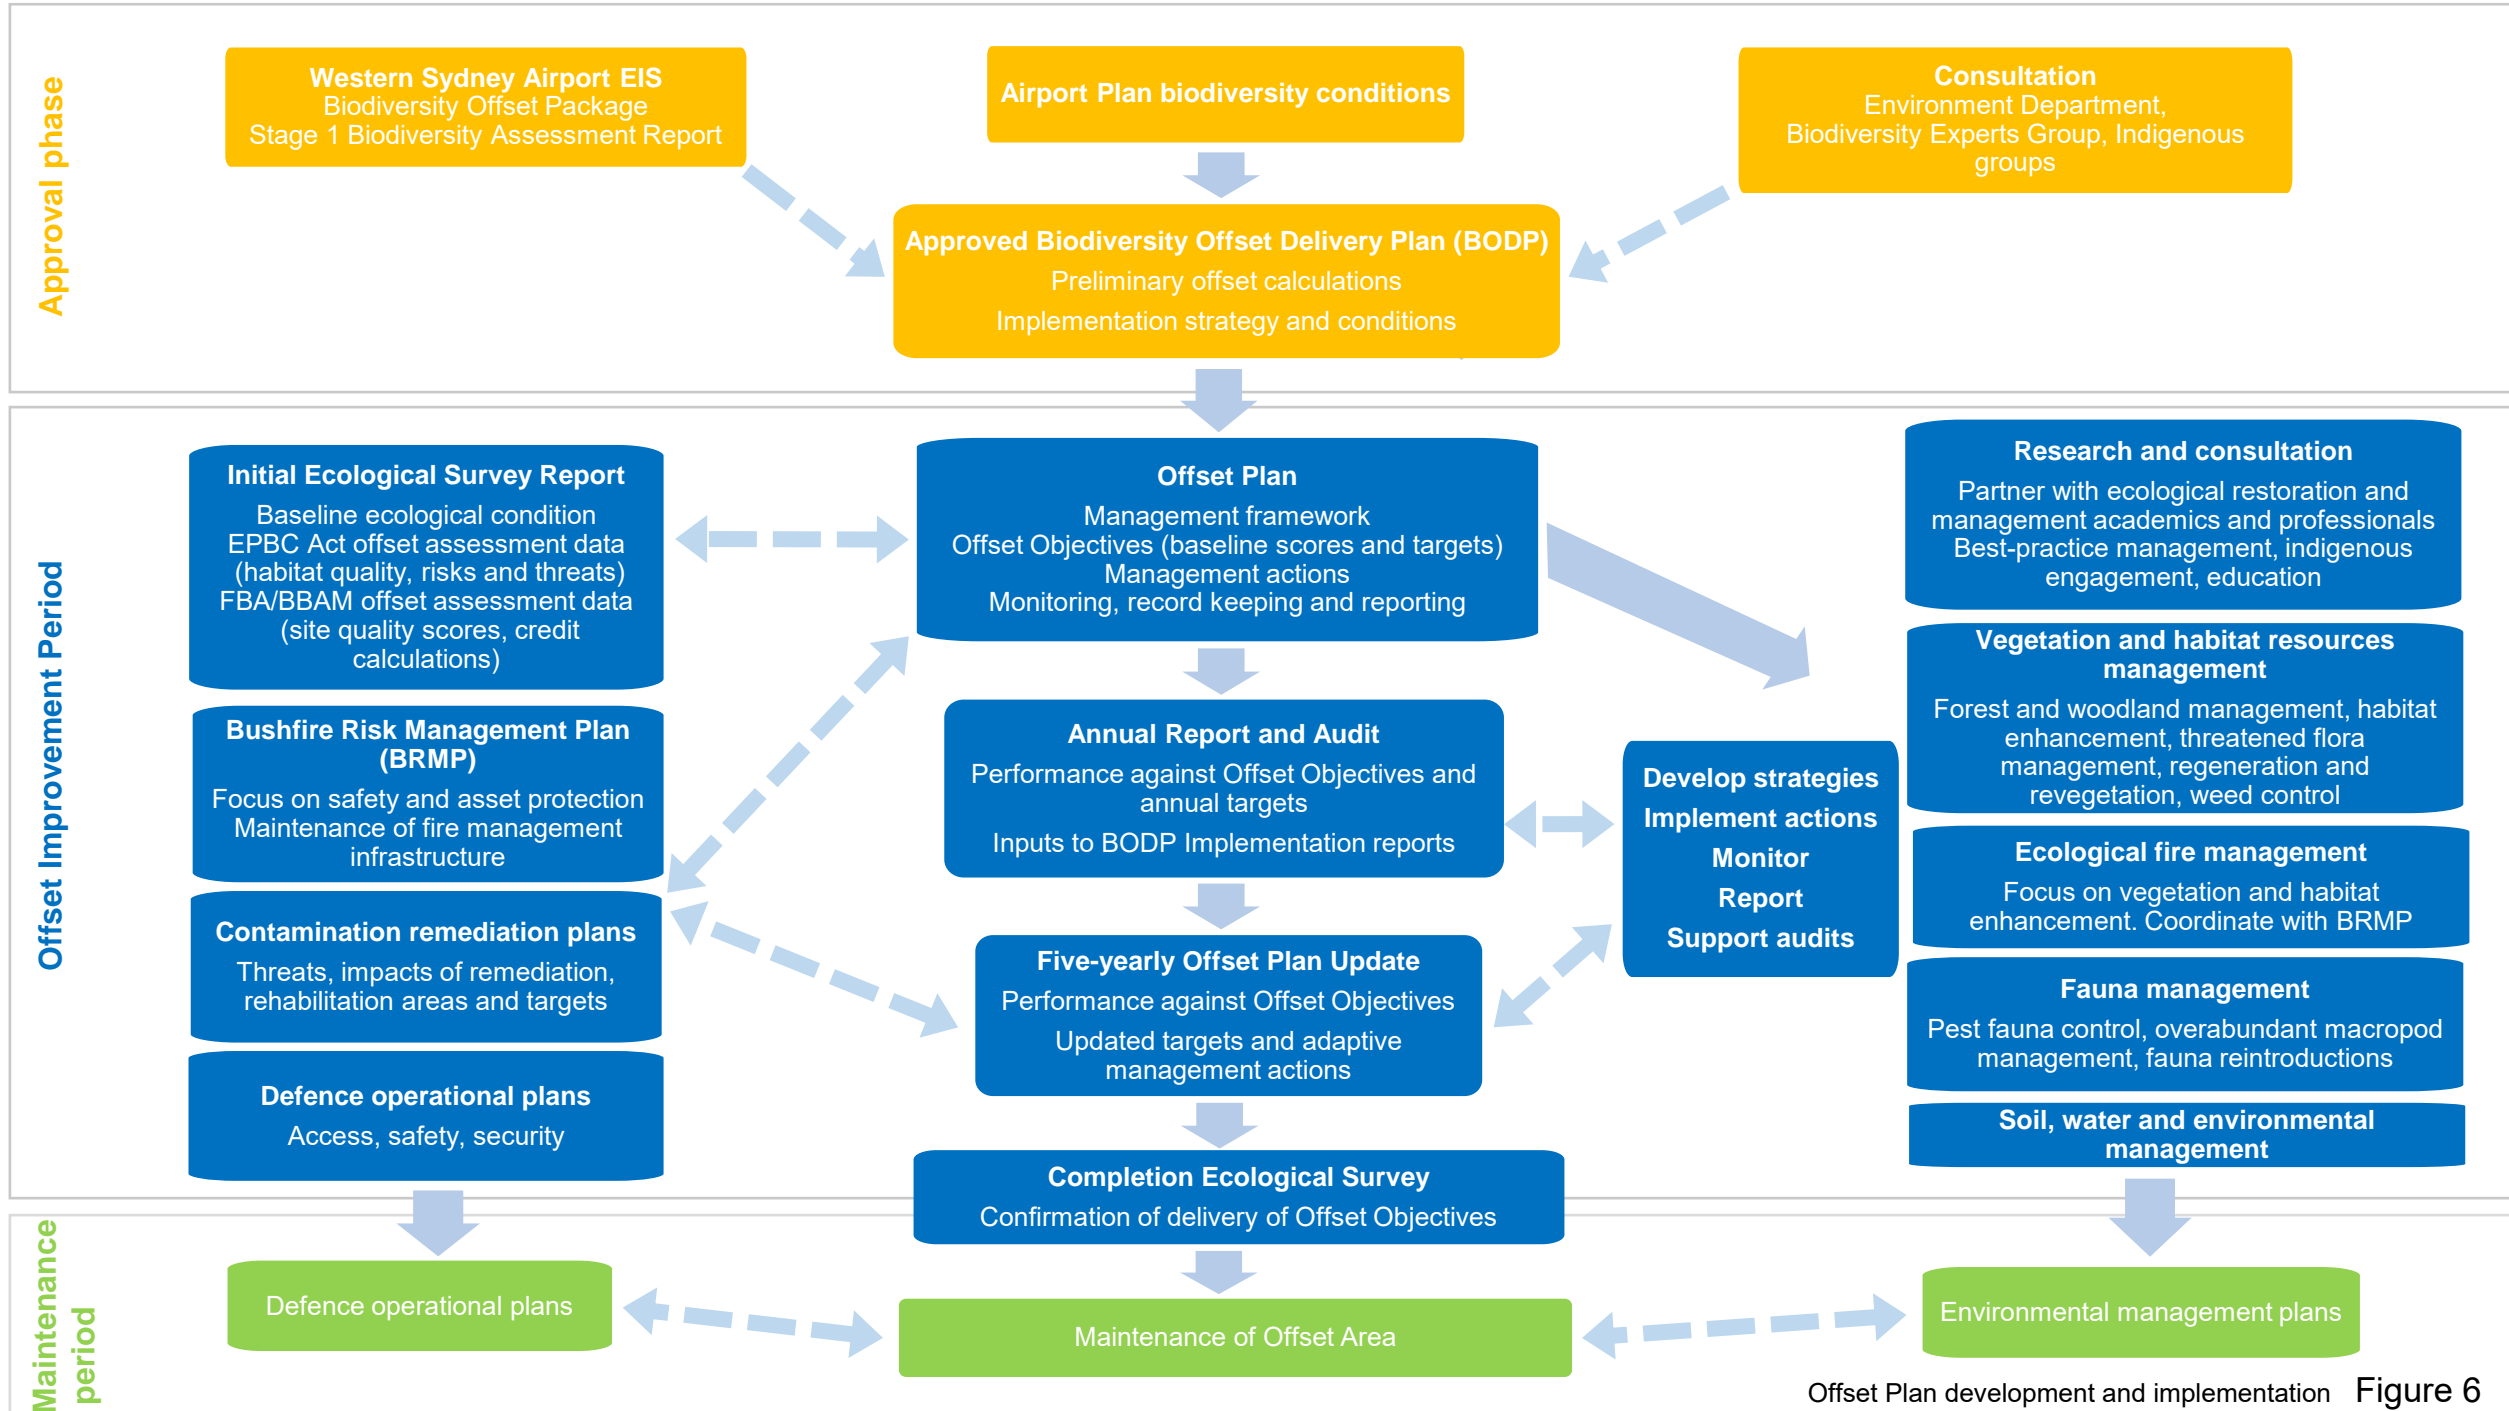 Approval phase
Western Sydney Airport EIS
Biodiversity Offset Package
Stage 1 Biodiversity Assessment Report
Airport Plan biodiversity conditions
Consultation
Environment Department,
Biodiversity Experts Group, Indigenous
groups
Approved Biodiversity Offset Delivery Plan (BODP)
Preliminary offset calculations
Implementation strategy and conditions
Offset Improvement Period
Initial Ecological Survey Report
Baseline ecological condition
EPBC Act offset assessment data
(habitat quality, risks and threats)
FBA/BBAM offset assessment data
(site quality scores, credit
calculations)
Bushfire Risk Management Plan
(BRMP)
Focus on safety and asset protection
Maintenance of fire management
infrastructure
Contamination remediation plans
Threats, impacts of remediation,
rehabilitation areas and targets
Defence operational plans
Access, safety, security
Offset Plan
Management framework
Offset Objectives (baseline scores and targets)
Management actions
Monitoring, record keeping and reporting
Annual Report and Audit
Performance against Offset Objectives and
annual targets
Inputs to BODP Implementation reports
Five-yearly Offset Plan Update
Performance against Offset Objectives
Updated targets and adaptive
management actions
Completion Ecological Survey
Confirmation of delivery of Offset Objectives
Develop strategies
Implement actions
Monitor
Report
Support audits
Research and consultation
Partner with ecological restoration and
management academics and professionals
Best-practice management, indigenous
engagement, education
Vegetation and habitat resources
management
Forest and woodland management, habitat
enhancement, threatened flora
management, regeneration and
revegetation, weed control
Ecological fire management
Focus on vegetation and habitat
enhancement. Coordinate with BRMP
Fauna management
Pest fauna control, overabundant macropod
management, fauna reintroductions
Soil, water and environmental
management
Maintenance
period
Defence operational plans
Maintenance of Offset Area
Environmental management plans
Offset Plan development and implementation Figure 6